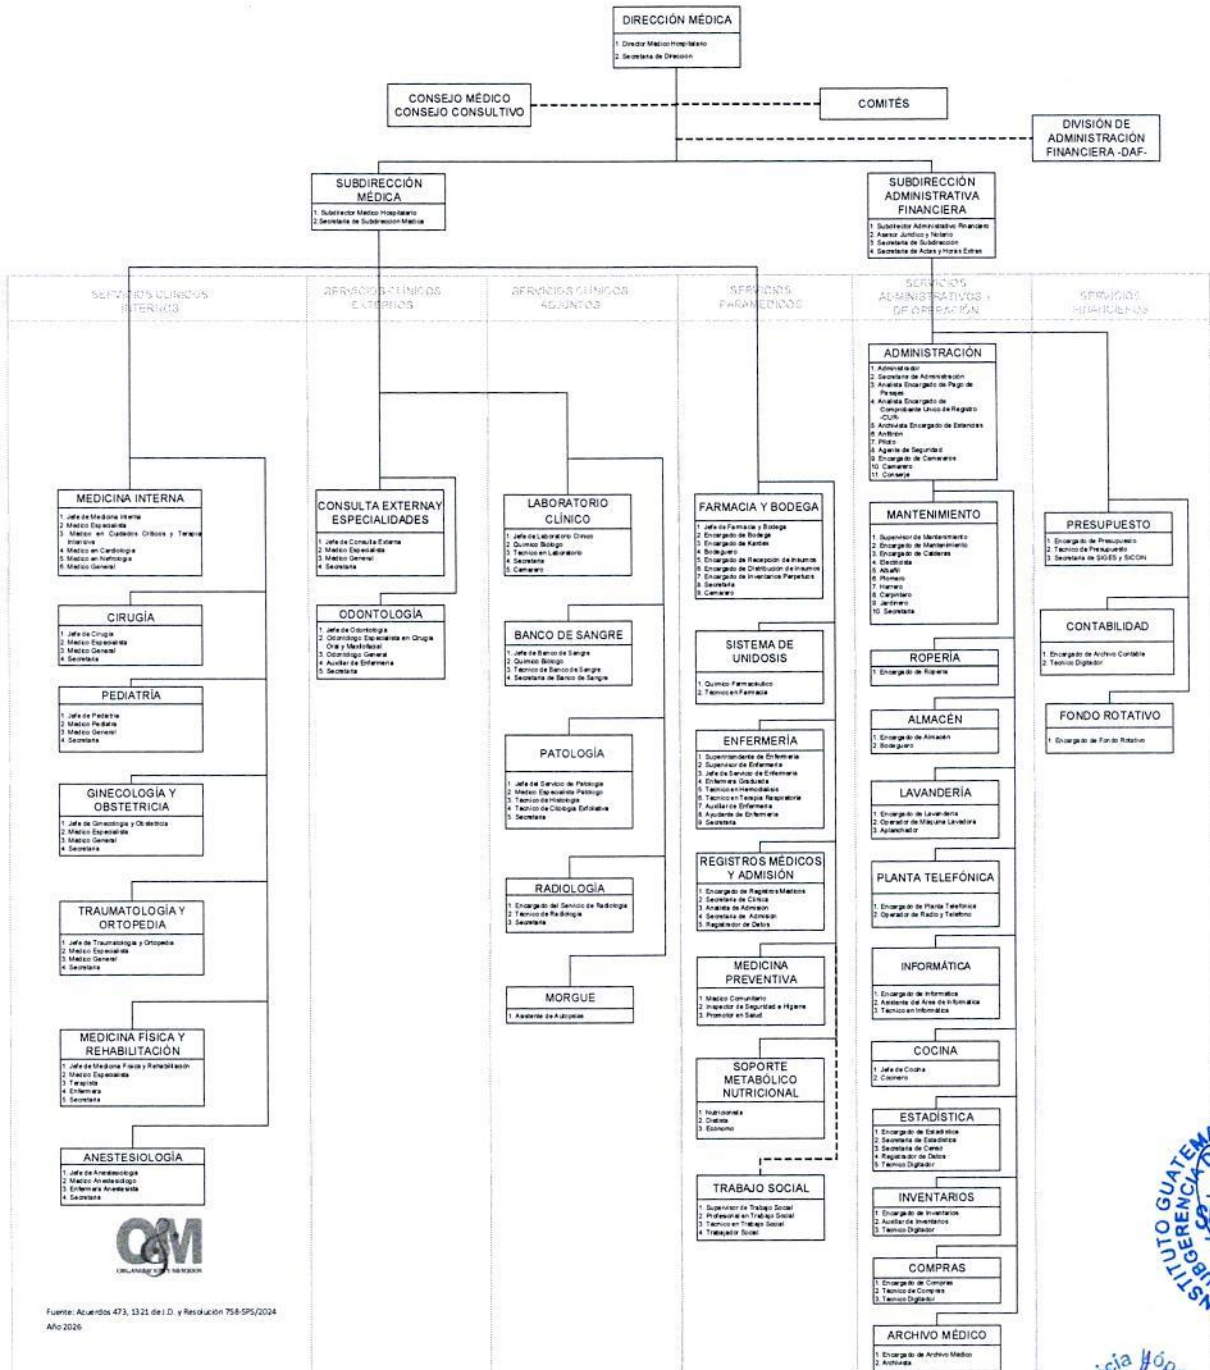 DIRECCIÓN MÉDICA
1. Director Médico Hospitalario
2. Secretaria de Dirección
CONSEJO MÉDICO
CONSEJO CONSULTIVO
COMITÉS
DIVISIÓN DE
ADMINISTRACIÓN
FINANCIERA -DAF-
SUBDIRECCIÓN
MÉDICA
1. Subdirector Médico Hospitalario
2. Secretaria de Subdirección Médica
SUBDIRECCIÓN
ADMINISTRATIVA
FINANCIERA
1. Subdirector Administrativo Financiero
2. Asesor Jurídico y Notario
3. Secretaria de Subdirección
4. Secretaria de Actas y Horas Extras
SERVICIOS CLÍNICOS
INTERNOS
SERVICIOS CLÍNICOS
EXTERNOS
SERVICIOS CLÍNICOS
ADJUNTOS
SERVICIOS
PARAMEDICOS
SERVICIOS
ADMINISTRATIVOS Y
DE OPERACIÓN
SERVICIOS
FINANCIEROS
MEDICINA INTERNA
1. Jefe de Medicina Interna
2. Médico Especialista
3. Médico en Cuidados Críticos y Terapia
Intensiva
4. Médico en Cardiología
5. Médico en Nefrología
6. Médico General
CIRUGÍA
1. Jefe de Cirugía
2. Médico Especialista
3. Médico General
4. Secretaria
PEDIATRÍA
1. Jefe de Pediatría
2. Médico Pediatra
3. Médico General
4. Secretaria
GINECOLOGÍA Y
OBSTETRICIA
1. Jefe de Ginecología y Obstetricia
2. Médico Especialista
3. Médico General
4. Secretaria
TRAUMATOLOGÍA Y
ORTOPEDIA
1. Jefe de Traumatología y Ortopedia
2. Médico Especialista
3. Médico General
4. Secretaria
MEDICINA FÍSICA Y
REHABILITACIÓN
1. Jefe de Medicina Física y Rehabilitación
2. Médico Especialista
3. Terapista
4. Enfermera
5. Secretaria
ANESTESIOLOGÍA
1. Jefe de Anestesiología
2. Médico Anestesiólogo
3. Enfermera Anestesista
4. Secretaria
CONSULTA EXTERNA Y
ESPECIALIDADES
1. Jefe de Consulta Externa
2. Médico Especialista
3. Médico General
4. Secretaria
ODONTOLOGÍA
1. Jefe de Odontología
2. Odontólogo Especialista en Cirugía
Oral y Maxilofacial
3. Odontólogo General
4. Auxiliar de Enfermería
5. Secretaria
LABORATORIO
CLÍNICO
1. Jefe de Laboratorio Clínico
2. Químico Biólogo
3. Técnico en Laboratorio
4. Secretaria
5. Camarero
BANCO DE SANGRE
1. Jefe de Banco de Sangre
2. Químico Biólogo
3. Técnico de Banco de Sangre
4. Secretaria de Banco de Sangre
PATOLOGÍA
1. Jefe del Servicio de Patología
2. Médico Especialista Patólogo
3. Técnico de Histología
4. Técnico de Citología Exfoliativa
5. Secretaria
RADIOLOGÍA
1. Encargado del Servicio de Radiología
2. Técnico de Radiología
3. Secretaria
MORGUE
1. Asistente de Autopsias
FARMACIA Y BODEGA
1. Jefe de Farmacia y Bodega
2. Encargado de Bodega
3. Encargado de Kardex
4. Bodeguero
5. Encargado de Recepción de Insumos
6. Encargado de Distribución de Insumos
7. Encargado de Inventarios Perpetuos
8. Secretaria
9. Camarero
SISTEMA DE
UNIDOSIS
1. Químico Farmacéutico
2. Técnico en Farmacia
ENFERMERÍA
1. Superintendente de Enfermería
2. Supervisor de Enfermería
3. Jefe de Servicio de Enfermería
4. Enfermera Graduada
5. Técnico en Hemodiálisis
6. Técnico en Terapia Respiratoria
7. Auxiliar de Enfermería
8. Ayudante de Enfermería
9. Secretaria
REGISTROS MÉDICOS
Y ADMISIÓN
1. Encargado de Registros Médicos
2. Secretaria de Clínica
3. Analista de Admisión
4. Secretaria de Admisión
5. Registrador de Datos
MEDICINA
PREVENTIVA
1. Médico Comunitario
2. Inspector de Seguridad e Higiene
3. Promotor en Salud
SOPORTE
METABÓLICO
NUTRICIONAL
1. Nutricionista
2. Dietista
3. Ecónomo
TRABAJO SOCIAL
1. Supervisor de Trabajo Social
2. Profesional en Trabajo Social
3. Técnico en Trabajo Social
4. Trabajador Social
ADMINISTRACIÓN
1. Administrador
2. Secretario de Administración
3. Analista Encargado de Pago de
Pasajes
4. Analista Encargado de
Comprobante Unico de Registro
-CUR-
5. Archivista Encargado de Estancias
6. Anfitrión
7. Piloto
8. Agente de Seguridad
9. Encargado de Camareros
10. Camarero
11. Conserje
MANTENIMIENTO
1. Supervisor de Mantenimiento
2. Encargado de Mantenimiento
3. Encargado de Calderas
4. Electricista
5. Albañil
6. Plomero
7. Herrero
8. Carpintero
9. Jardinero
10. Secretaria
ROPERÍA
1. Encargado de Ropería
ALMACÉN
1. Encargado de Almacén
2. Bodeguero
LAVANDERÍA
1. Encargado de Lavandería
2. Operador de Máquina Lavadora
3. Aplanchador
PLANTA TELEFÓNICA
1. Encargado de Planta Telefónica
2. Operador de Radio y Teléfono
INFORMÁTICA
1. Encargado de Informática
2. Asistente del Área de Informática
3. Técnico en Informática
COCINA
1. Jefe de Cocina
2. Cocinero
ESTADÍSTICA
1. Encargado de Estadística
2. Secretaria de Estadística
3. Secretaria de Censo
4. Registrador de Datos
5. Técnico Digitador
INVENTARIOS
1. Encargado de Inventarios
2. Auxiliar de Inventarios
3. Técnico Digitador
COMPRAS
1. Encargado de Compras
2. Técnico de Compras
3. Técnico Digitador
ARCHIVO MÉDICO
1. Encargado de Archivo Médico
2. Archivista
PRESUPUESTO
1. Encargado de Presupuesto
2. Técnico de Presupuesto
3. Secretaria de SIGES y SICOIN
CONTABILIDAD
1. Encargado de Archivo Contable
2. Técnico Digitador
FONDO ROTATIVO
1. Encargado de Fondo Rotativo
O&M
ORGANIZACIÓN Y MÉTODOS
Fuente: Acuerdos 473, 1321 de J.D. y Resolución 758-SPS/2024
Año 2026
INSTITUTO GUATEMA
SUBGERENCIA D